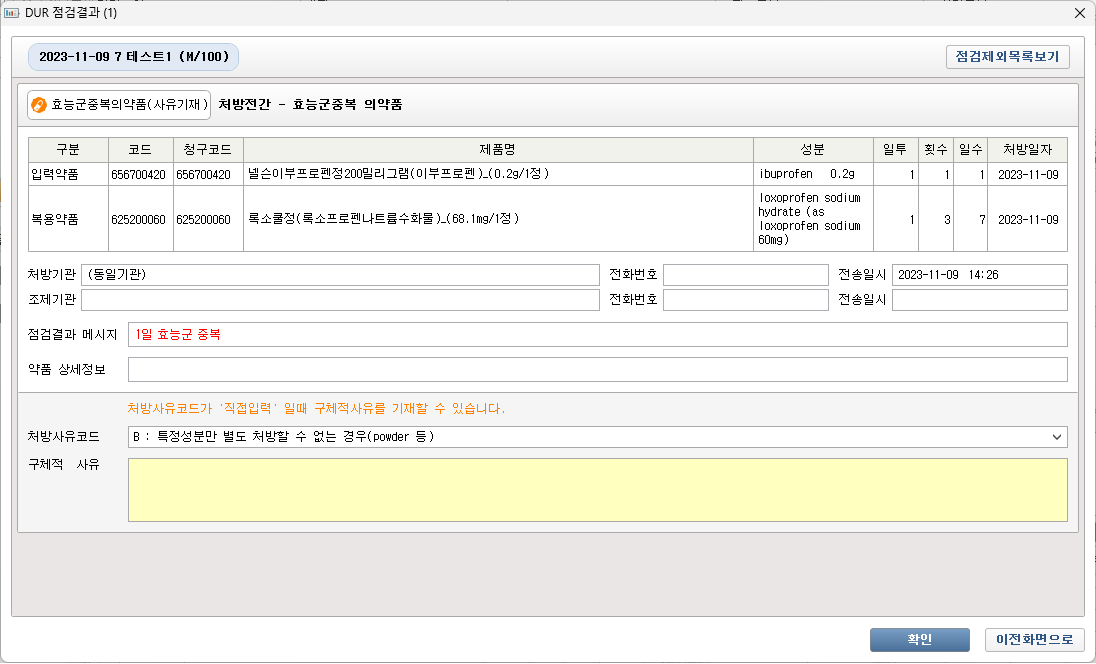 DUR 점검결과 (1)
2023-11-09 7 테스트1 (M/100)
점검제외목록보기
효능군중복의약품(사유기재) 처방전간 - 효능군중복 의약품
구분 코드 청구코드 제품명 성분 일투 횟수 일수 처방일자
입력약품 656700420 656700420 넬슨이부프로펜정200밀리그램(이부프로펜)_(0.2g/1정) ibuprofen 0.2g 1 1 1 2023-11-09
복용약품 625200060 625200060 록소쿨정(록소프로펜나트륨수화물)_(68.1mg/1정) loxoprofen sodium
hydrate (as
loxoprofen sodium
60mg) 1 3 7 2023-11-09
처방기관 (동일기관) 전화번호 전송일시 2023-11-09 14:26
조제기관 전화번호 전송일시
점검결과 메시지 1일 효능군 중복
약품 상세정보
처방사유코드가 '직접입력' 일때 구체적사유를 기재할 수 있습니다.
처방사유코드 B : 특정성분만 별도 처방할 수 없는 경우(powder 등)
구체적 사유
확인 이전화면으로